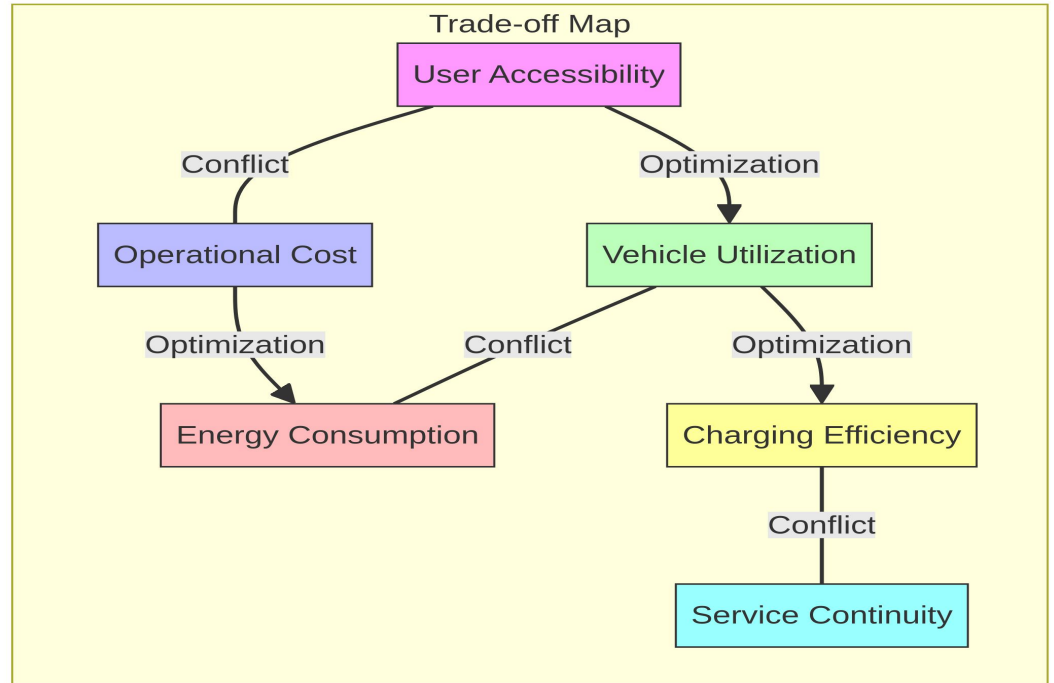 Trade-off Map
User Accessibility
Conflict
Optimization
Operational Cost
Vehicle Utilization
Optimization
Conflict
Optimization
Energy Consumption
Charging Efficiency
Conflict
Service Continuity